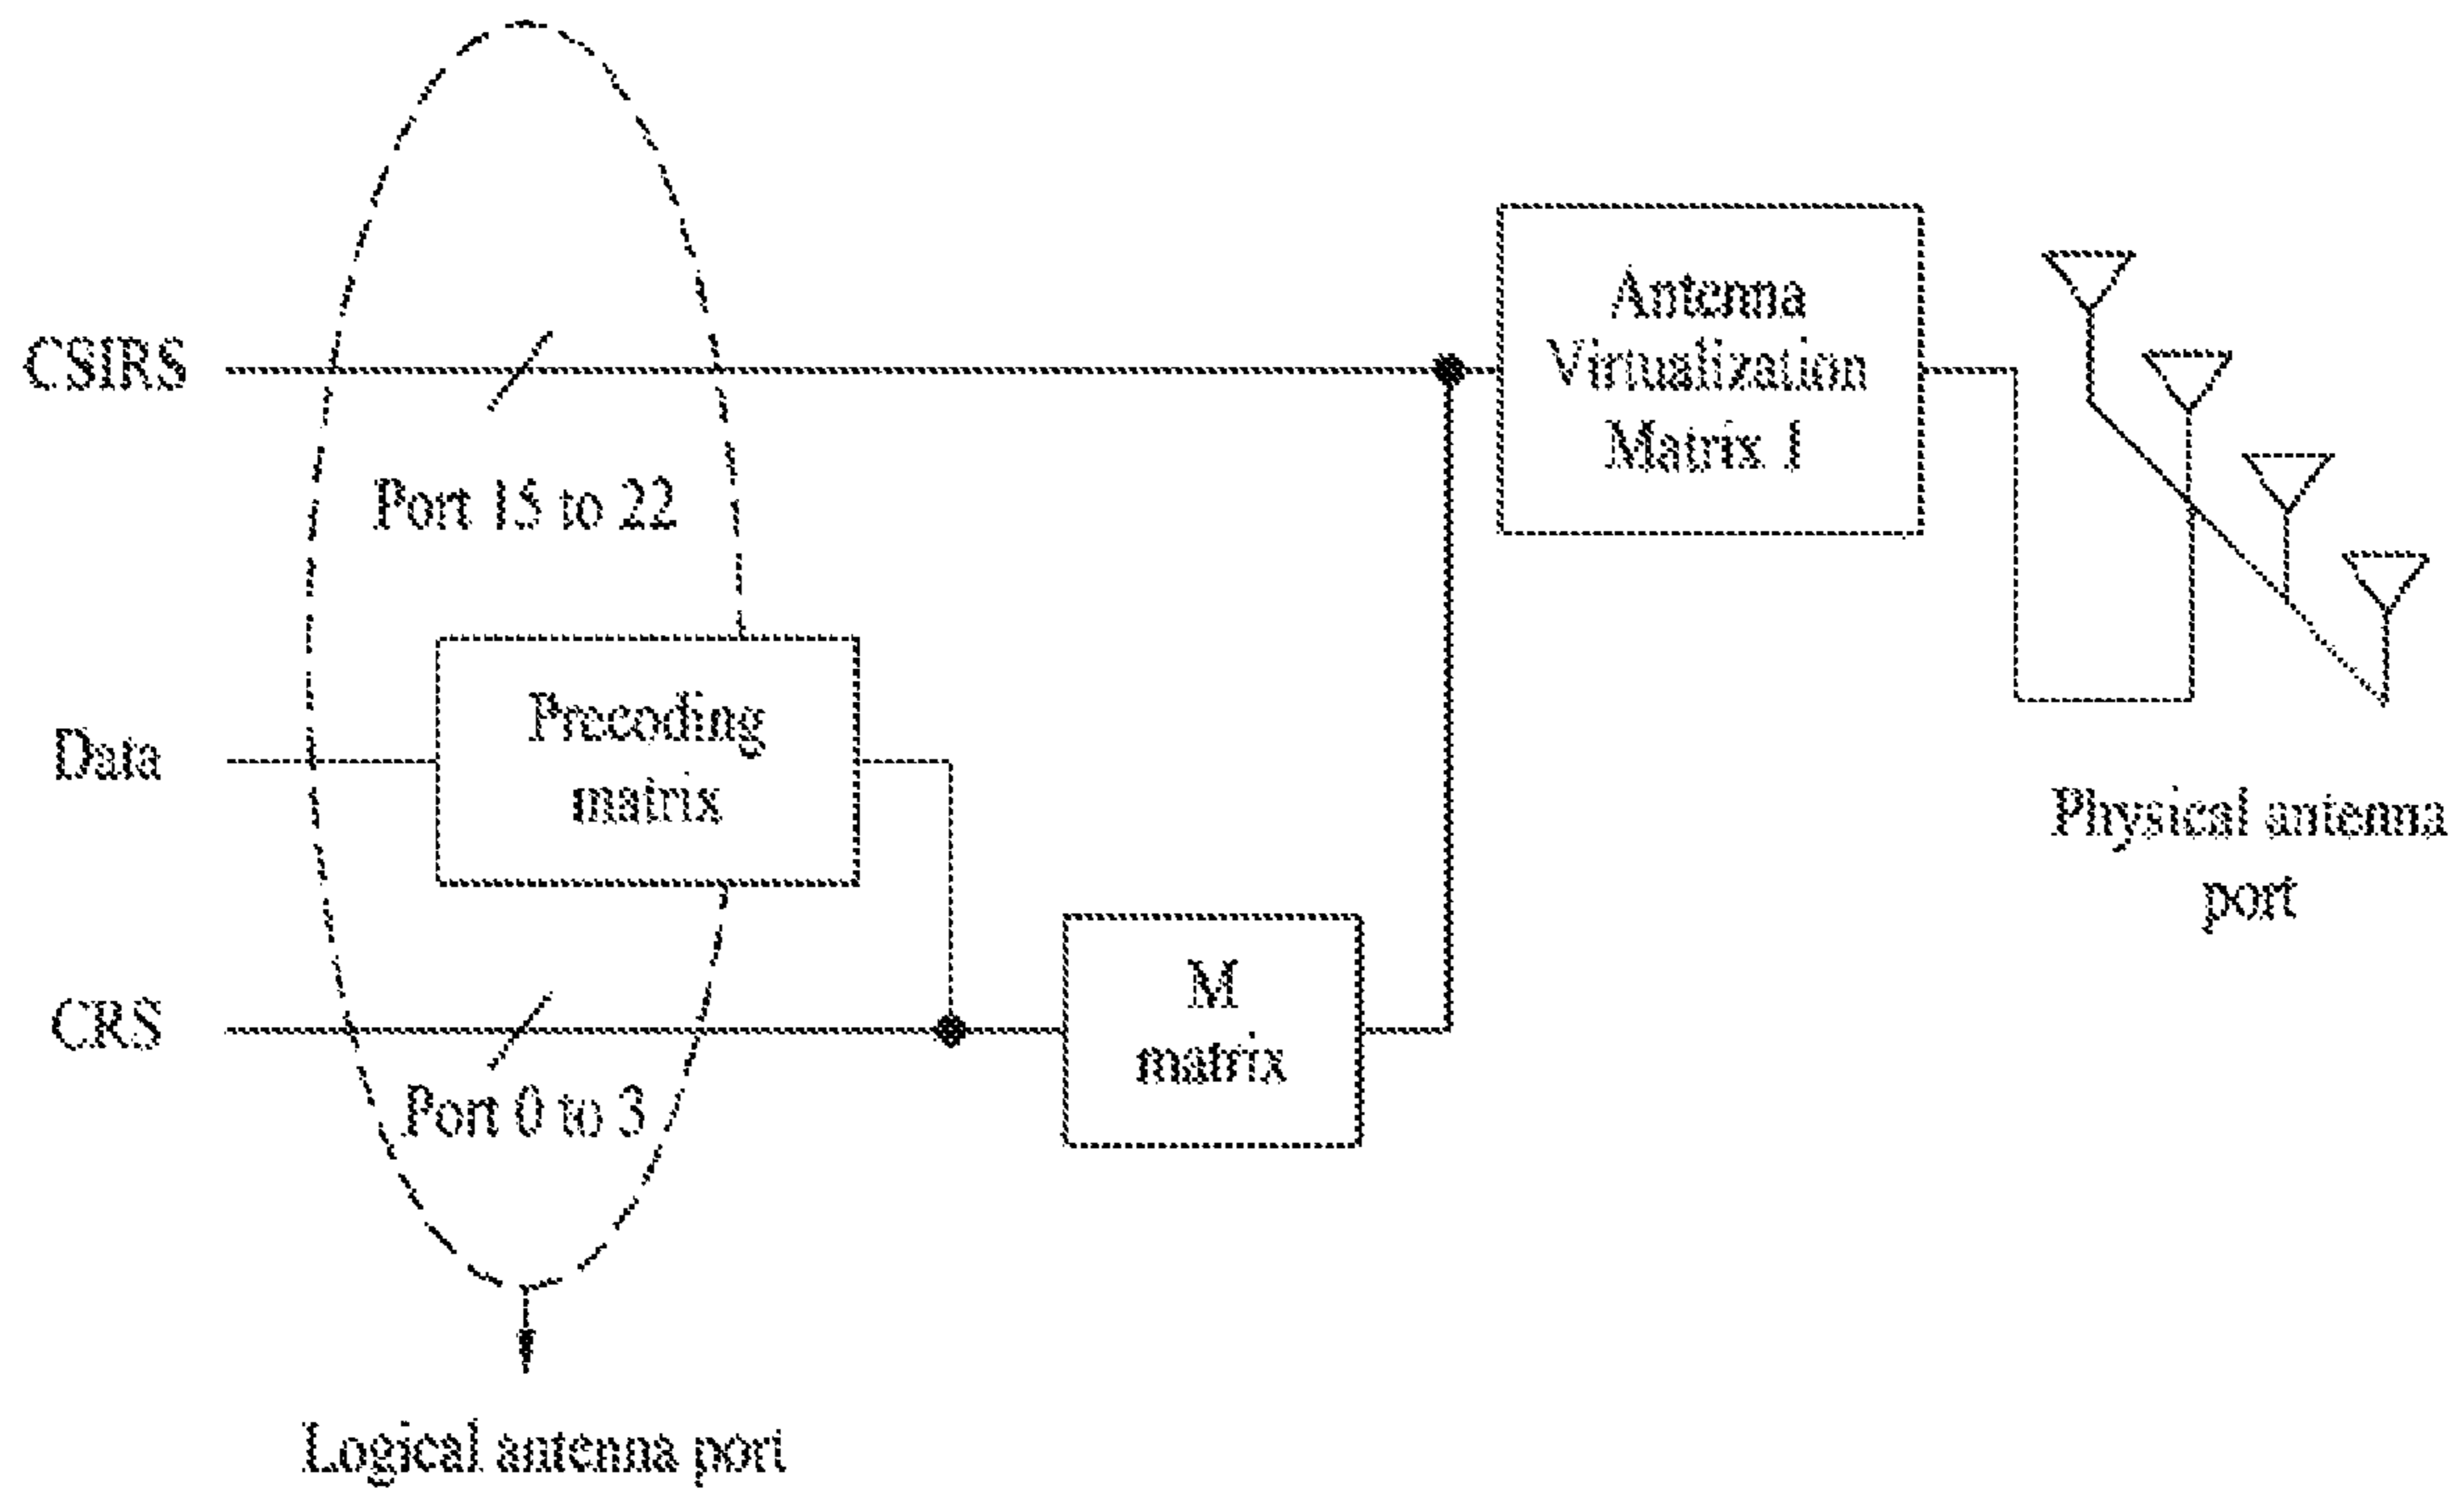 CSIRS
Port 15 to 22
Antenna
Virtualization
Matrix 1
Data
Precoding
matrix
Physical antenna
port
CRS
Port 0 to 3
M
matrix
Logical antenna port